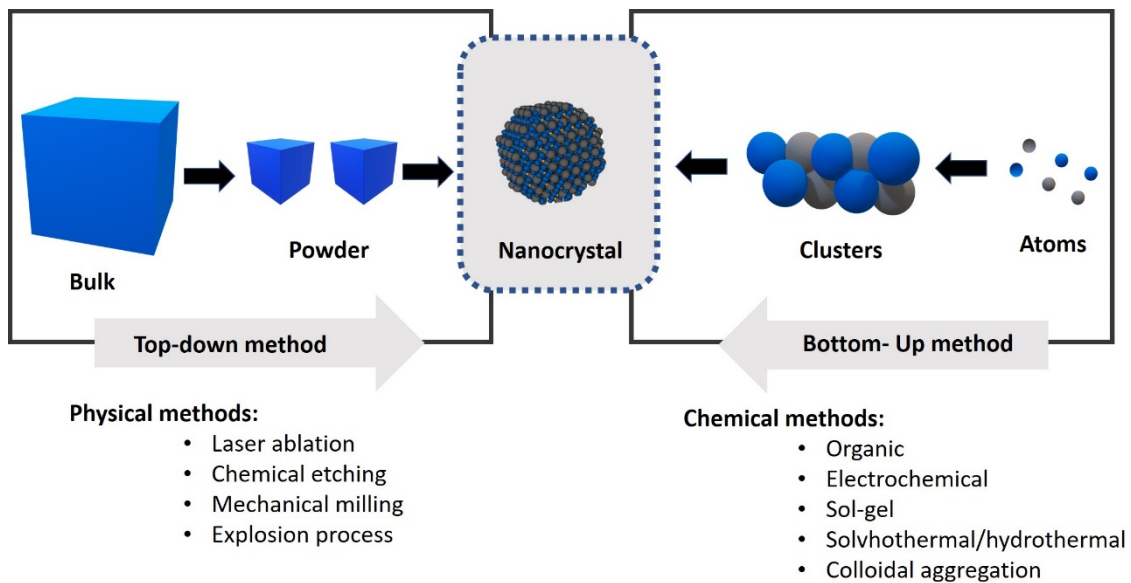 Bulk
Powder
Nanocrystal
Clusters
Atoms
Top-down method
Bottom- Up method
Physical methods:
• Laser ablation
• Chemical etching
• Mechanical milling
• Explosion process
Chemical methods:
• Organic
• Electrochemical
• Sol-gel
• Solvhothermal/hydrothermal
• Colloidal aggregation